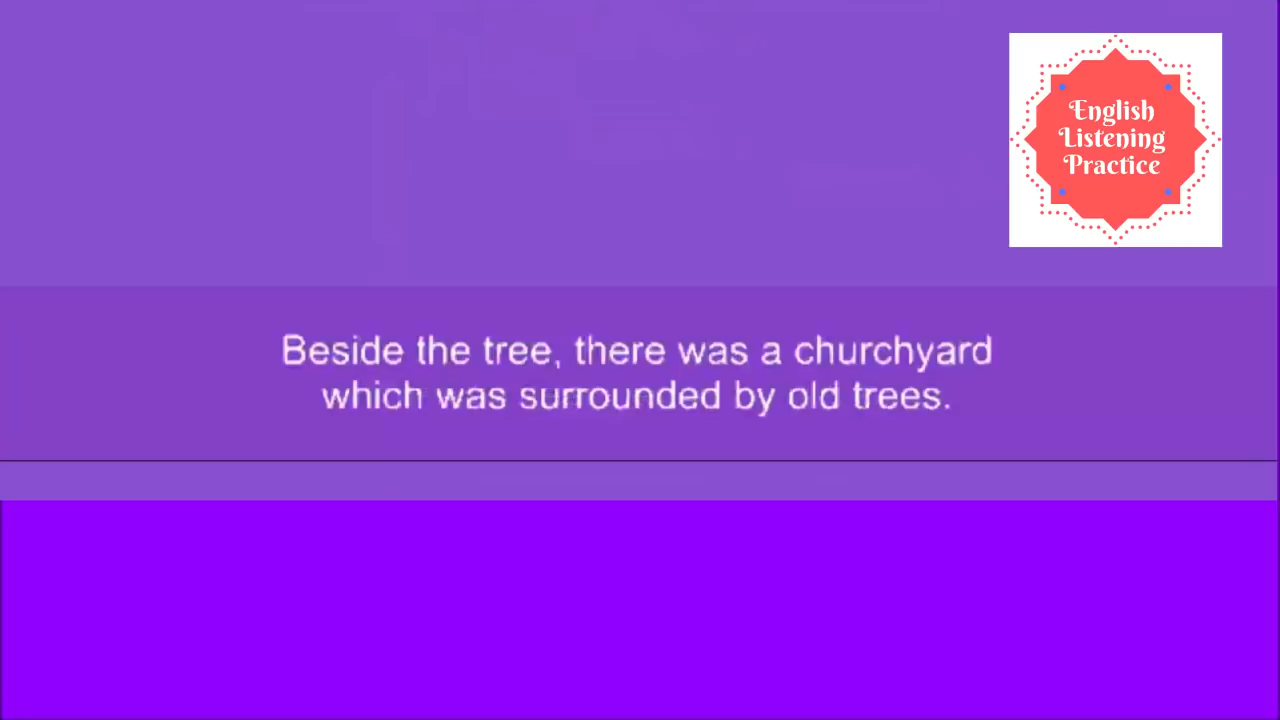 English
Listening
Practice
Beside the tree, there was a churchyard
which was surrounded by old trees.